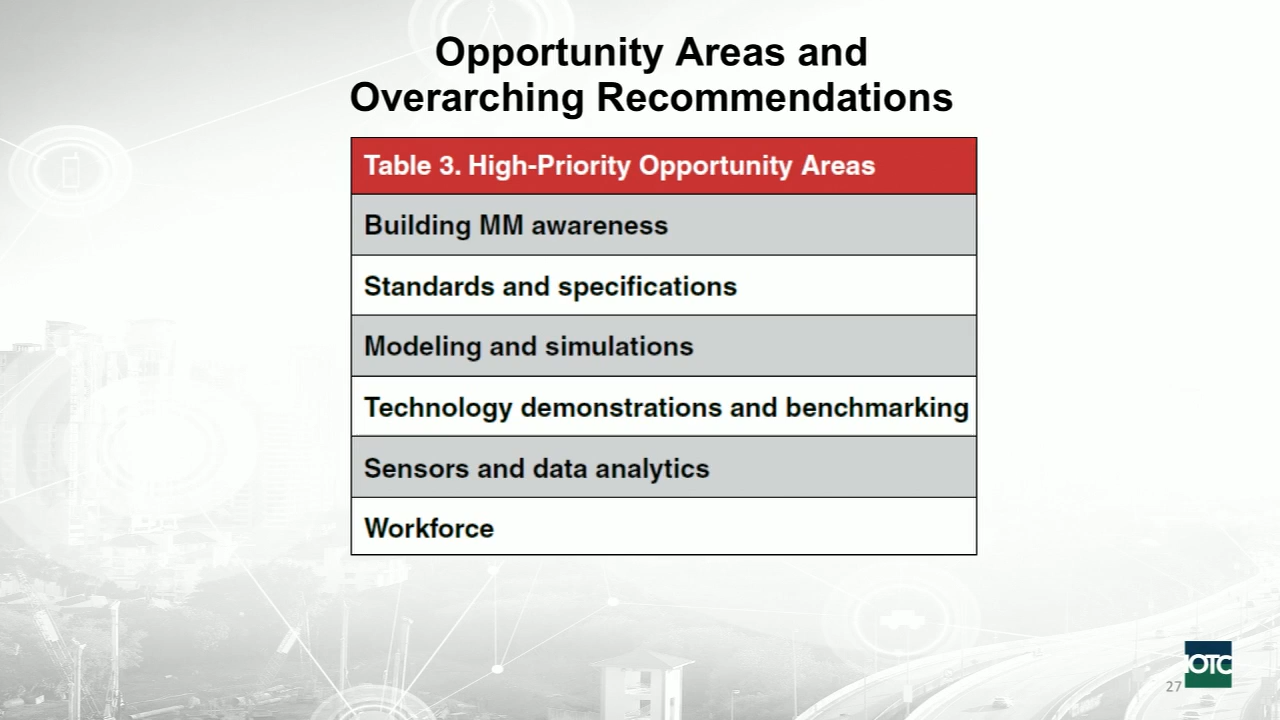 Opportunity Areas and
Overarching Recommendations
Table 3. High-Priority Opportunity Areas
Building MM awareness
Standards and specifications
Modeling and simulations
Technology demonstrations and benchmarking
Sensors and data analytics
Workforce
27
IOTC